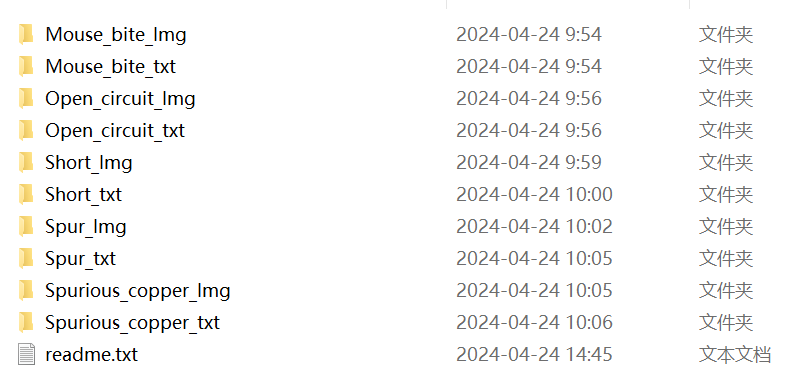 Mouse_bite_Img 2024-04-24 9:54 文件夹
Mouse_bite_txt 2024-04-24 9:54 文件夹
Open_circuit_Img 2024-04-24 9:56 文件夹
Open_circuit_txt 2024-04-24 9:56 文件夹
Short_Img 2024-04-24 9:59 文件夹
Short_txt 2024-04-24 10:00 文件夹
Spur_Img 2024-04-24 10:02 文件夹
Spur_txt 2024-04-24 10:05 文件夹
Spurious_copper_Img 2024-04-24 10:05 文件夹
Spurious_copper_txt 2024-04-24 10:06 文件夹
readme.txt 2024-04-24 14:45 文本文档